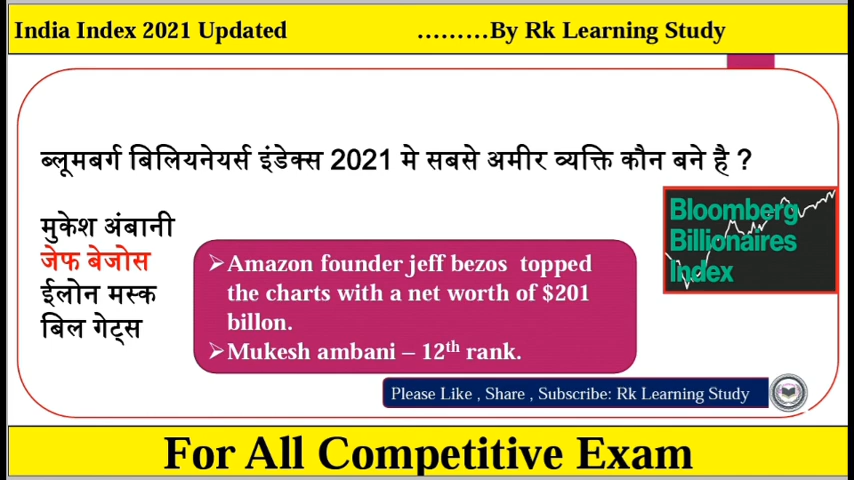 India Index 2021 Updated ………By Rk Learning Study
ब्लूमबर्ग बिलियनेयर्स इंडेक्स 2021 मे सबसे अमीर व्यक्ति कौन बने है ?
मुकेश अंबानी
जेफ बेजोस
ईलोन मस्क
बिल गेट्स
➢Amazon founder jeff bezos topped
the charts with a net worth of $201
billon.
➢Mukesh ambani – 12th rank.
Bloomberg
Billionaires
Index
Please Like , Share , Subscribe: Rk Learning Study
For All Competitive Exam